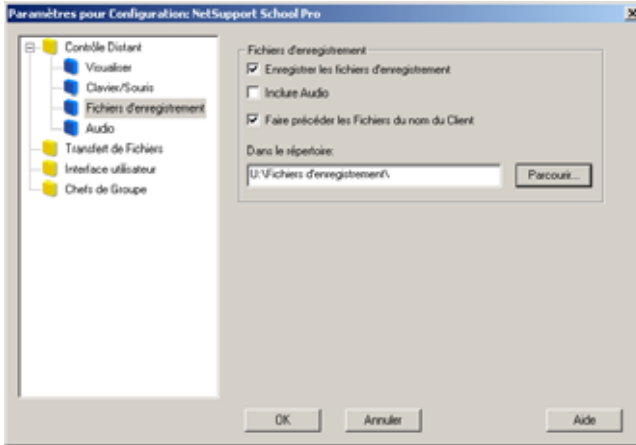 Paramètres pour Configuration: NetSupport School Pro
Contrôle Distant
Visualiser
Clavier/Souris
Fichiers d'enregistrement
Audio
Transfert de Fichiers
Interface utilisateur
Chefs de Groupe
Fichiers d'enregistrement
Enregistrer les fichiers d'enregistrement
Inclure Audio
Faire précéder les Fichiers du nom du Client
Dans le répertoire:
U:\Fichiers d'enregistrement\
Parcourir...
OK
Annuler
Aide